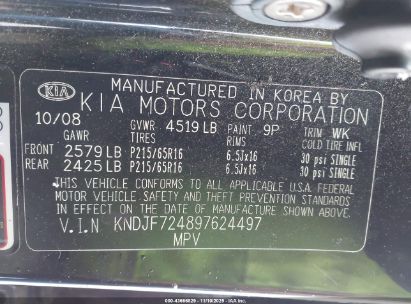 MANUFACTURED IN KOREA BY
KIA KIA MOTORS CORPORATION
10/08 GVWR 4519 LB PAINT 9P TRIM WK
GAWR TIRES RIMS COLD TIRE INFL
FRONT 2579 LB P215/65R16 6.5Jx16 30 psi SINGLE
REAR 2425 LB P215/65R16 6.5Jx16 30 psi SINGLE
THIS VEHICLE CONFORMS TO ALL APPLICABLE U.S.A. FEDERAL
MOTOR VEHICLE SAFETY AND THEFT PREVENTION STANDARDS
IN EFFECT ON THE DATE OF MANUFACTURE SHOWN ABOVE.
V.I.N KNDJF724897624497
MPV